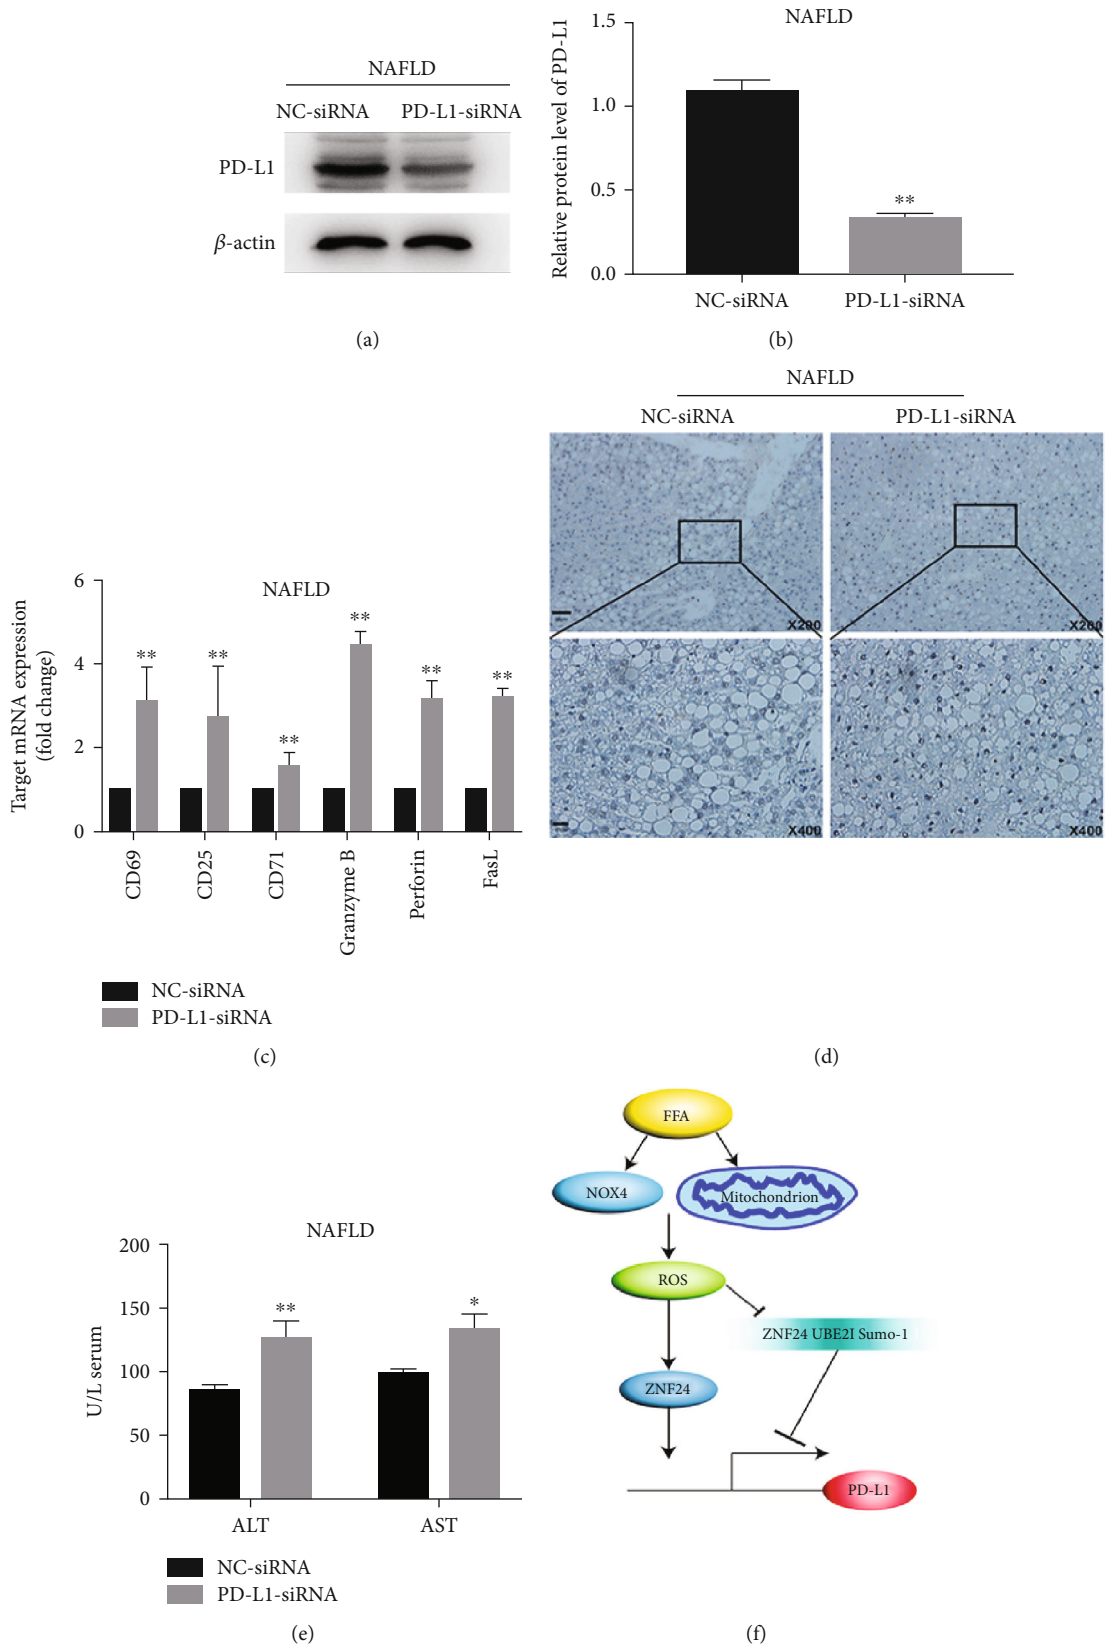 NAFLD
NC-siRNA PD-L1-siRNA
PD-L1
β-actin
(a)
NAFLD
Relative protein level of PD-L1
1.5
1.0
0.5
0.0
**
NC-siRNA PD-L1-siRNA
(b)
NAFLD
Target mRNA expression
(fold change)
6
4
2
0
** ** ** ** ** **
CD69 CD25 CD71 Granzyme B Perforin FasL
NC-siRNA
PD-L1-siRNA
(c)
NAFLD
NC-siRNA PD-L1-siRNA
X200 X200
X400 X400
(d)
NAFLD
U/L serum
200
150
100
50
0
** *
ALT AST
NC-siRNA
PD-L1-siRNA
(e)
FFA
NOX4 Mitochondrion
ROS
ZNF24 UBE2I Sumo-1
ZNF24
PD-L1
(f)